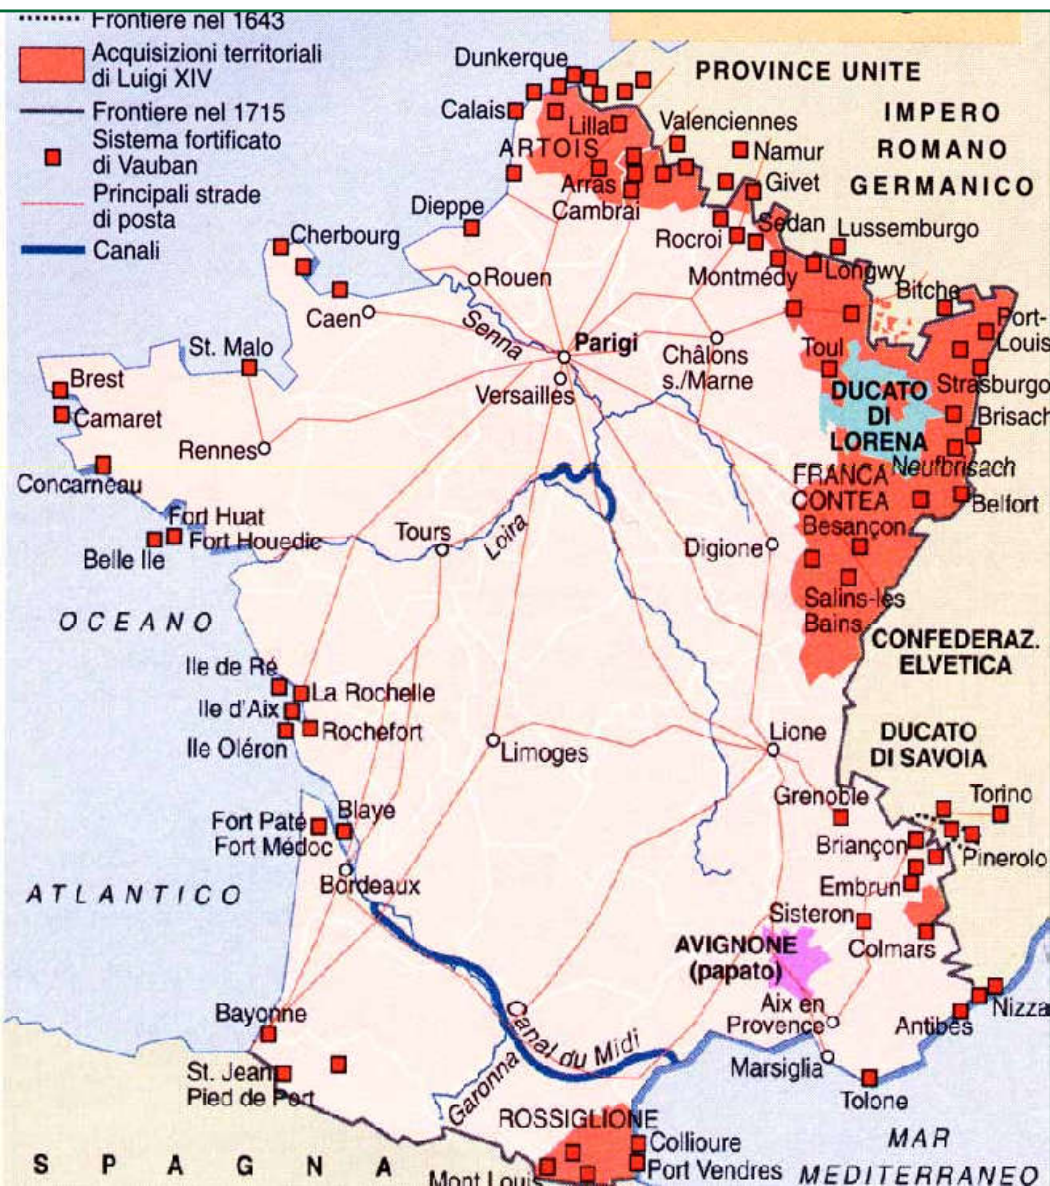 Frontiere nel 1643
Acquisizioni territoriali
di Luigi XIV
Frontiere nel 1715
Sistema fortificato
di Vauban
Principali strade
di posta
Canali
Dunkerque
PROVINCE UNITE
Calais
Lilla
Valenciennes
IMPERO
ROMANO
GERMANICO
ARTOIS
Namur
Arras
Givet
Cambrai
Dieppe
Sedan
Lussemburgo
Rocroi
Cherbourg
Montmédy
Longwy
Rouen
Bitche
Caen
Senna
Port-
Louis
St. Malo
Parigi
Châlons
s./Marne
Toul
Versailles
Strasburgo
Brest
DUCATO
DI
LORENA
Camaret
Brisach
Rennes
Neufbrisach
FRANCA
CONTEA
Concarneau
Belfort
Fort Huat
Fort Houedic
Tours
Loira
Besançon
Belle Ile
Digione
Salins-les
Bains
OCEANO
CONFEDERAZ.
ELVETICA
Ile de Ré
La Rochelle
Ile d'Aix
Rochefort
Ile Oléron
Limoges
Lione
DUCATO
DI SAVOIA
Grenoble
Torino
Blaye
Fort Paté
Fort Médoc
Briançon
Pinerolo
Bordeaux
Embrun
ATLANTICO
Sisteron
Colmars
AVIGNONE
(papato)
Bayonne
Aix en
Provence
Antibes
Nizza
Canal du Midi
Garonna
Marsiglia
St. Jean
Pied de Port
Tolone
ROSSIGLIONE
Collioure
MAR
MEDITERRANEO
SPAGNA
Mont Louis
Port Vendres